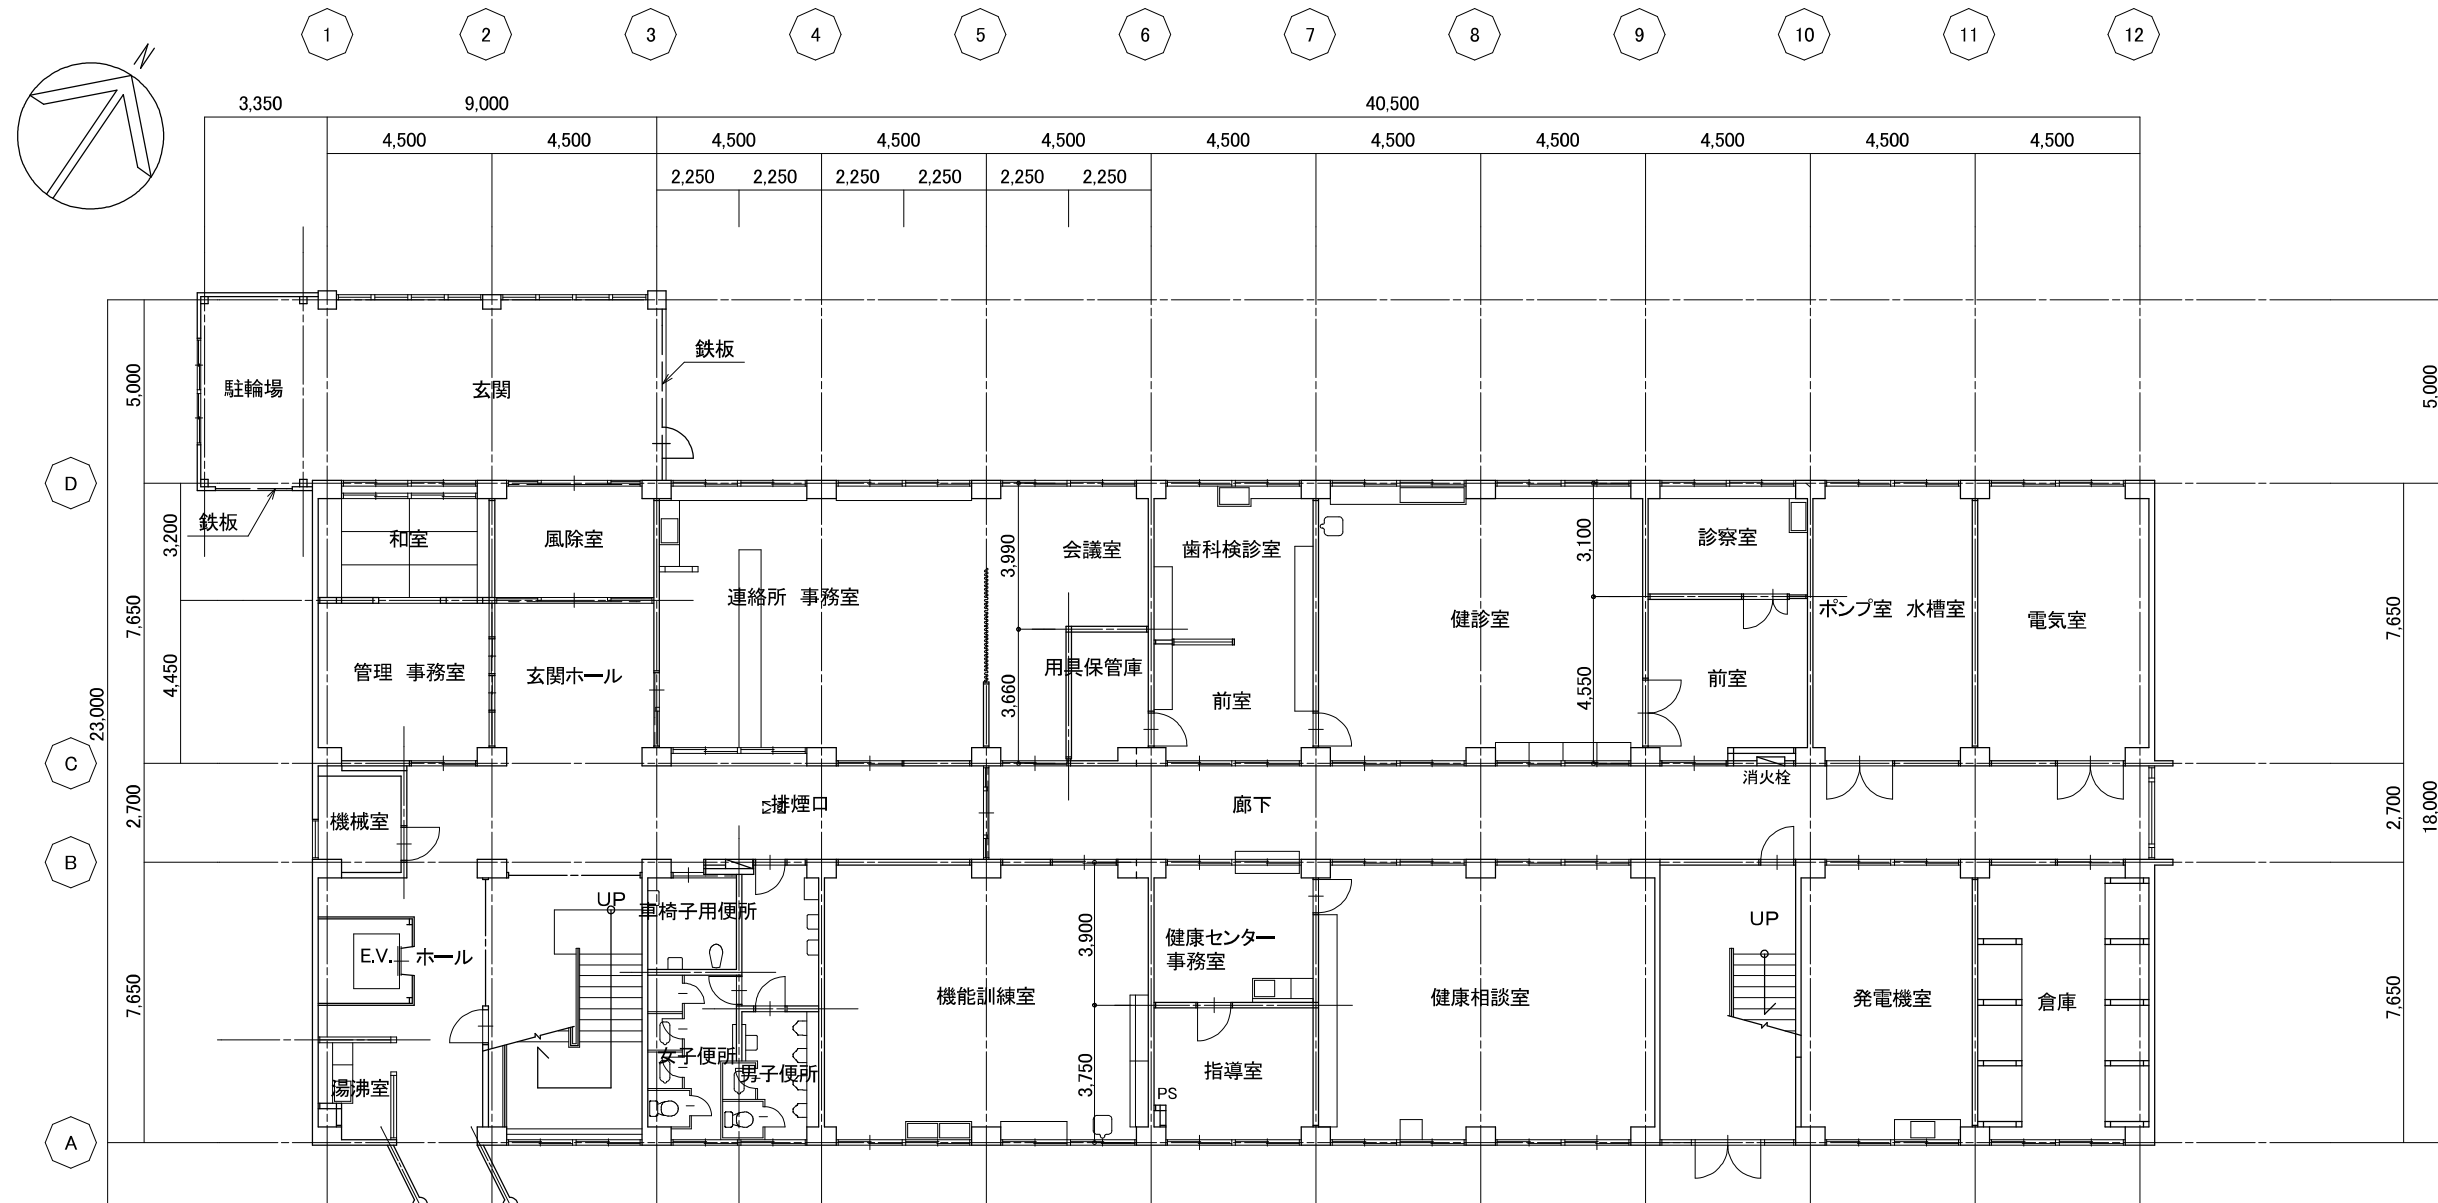 1 2 3 4 5 6 7 8 9 10 11 12
N
3,350 9,000 40,500
4,500 4,500 4,500 4,500 4,500 4,500 4,500 4,500 4,500 4,500 4,500
2,250 2,250 2,250 2,250 2,250 2,250
鉄板
5,000
駐輪場
玄関
5,000
D
鉄板
3,200
和室
風除室
3,990
会議室
歯科検診室
3,100
診察室
連絡所 事務室
7,650
健診室
ポンプ室 水槽室
電気室
7,650
4,450
管理 事務室
玄関ホール
用具保管庫
3,660
前室
4,550
前室
23,000
C
消火栓
2,700
機械室
排煙口
廊下
2,700
18,000
B
UP
車椅子用便所
3,900
健康センター
事務室
UP
E.V.
ホール
7,650
機能訓練室
健康相談室
発電機室
倉庫
7,650
女子便所
男子便所
湯沸室
3,750
指導室
PS
A